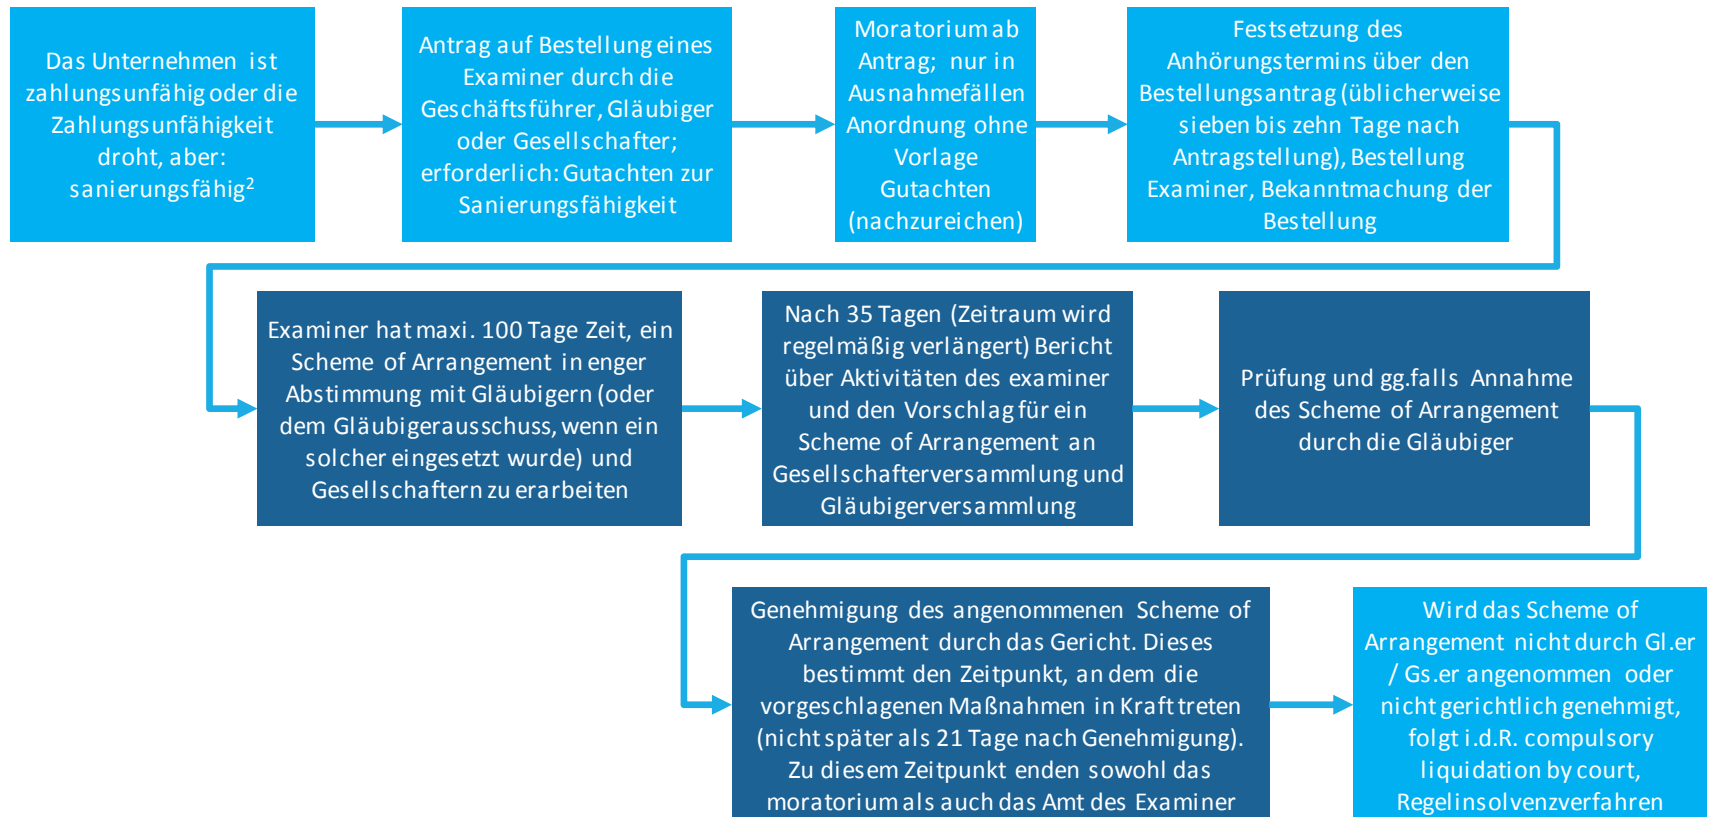 Das Unternehmen ist
zahlungsunfähig oder die
Zahlungsunfähigkeit
droht, aber:
sanierungsfähig²
Antrag auf Bestellung eines
Examiner durch die
Geschäftsführer, Gläubiger
oder Gesellschafter;
erforderlich: Gutachten zur
Sanierungsfähigkeit
Moratorium ab
Antrag; nur in
Ausnahmefällen
Anordnung ohne
Vorlage
Gutachten
(nachzureichen)
Festsetzung des
Anhörungstermins über den
Bestellungsantrag (üblicherweise
sieben bis zehn Tage nach
Antragstellung), Bestellung
Examiner, Bekanntmachung der
Bestellung
Examiner hat maxi. 100 Tage Zeit, ein
Scheme of Arrangement in enger
Abstimmung mit Gläubigern (oder
dem Gläubigerausschuss, wenn ein
solcher eingesetzt wurde) und
Gesellschaftern zu erarbeiten
Nach 35 Tagen (Zeitraum wird
regelmäßig verlängert) Bericht
über Aktivitäten des examiner
und den Vorschlag für ein
Scheme of Arrangement an
Gesellschafterversammlung und
Gläubigerversammlung
Prüfung und gg.falls Annahme
des Scheme of Arrangement
durch die Gläubiger
Genehmigung des angenommenen Scheme of
Arrangement durch das Gericht. Dieses
bestimmt den Zeitpunkt, an dem die
vorgeschlagenen Maßnahmen in Kraft treten
(nicht später als 21 Tage nach Genehmigung).
Zu diesem Zeitpunkt enden sowohl das
moratorium als auch das Amt des Examiner
Wird das Scheme of
Arrangement nicht durch Gl.er
/ Gs.er angenommen oder
nicht gerichtlich genehmigt,
folgt i.d.R. compulsory
liquidation by court,
Regelinsolvenzverfahren